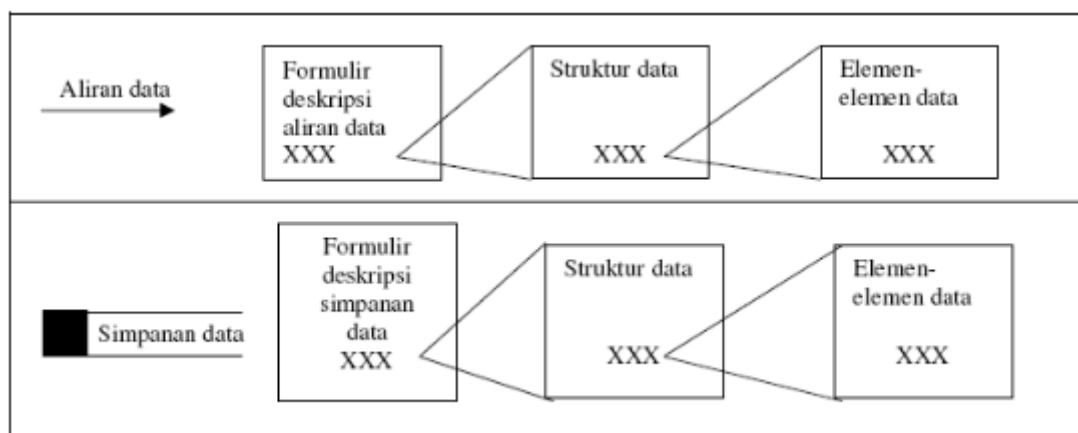 Aliran data
Formulir
deskripsi
aliran data
XXX
Struktur data
XXX
Elemen-
elemen data
XXX
Simpanan data
Formulir
deskripsi
simpanan
data
XXX
Struktur data
XXX
Elemen-
elemen data
XXX